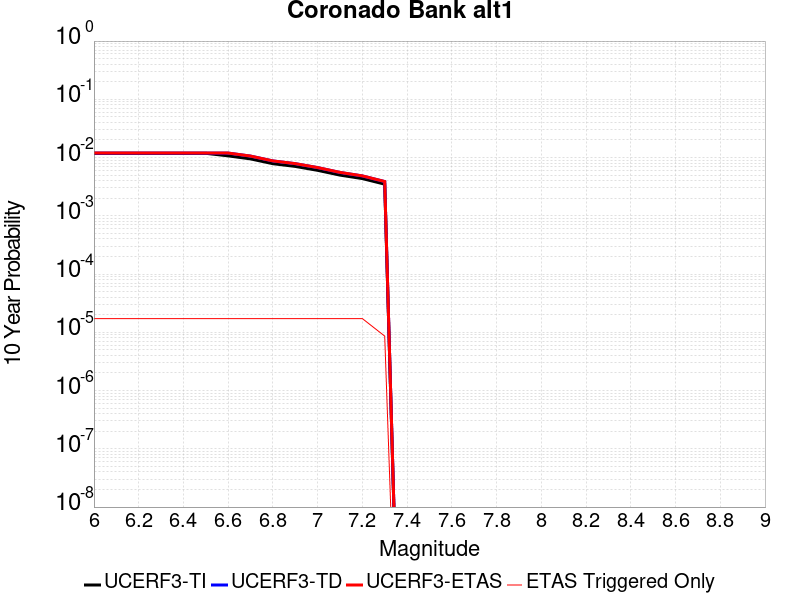 Coronado Bank alt1
10^0
10^-1
10^-2
10^-3
10^-4
10^-5
10^-6
10^-7
10^-8
10 Year Probability
6 6.2 6.4 6.6 6.8 7 7.2 7.4 7.6 7.8 8 8.2 8.4 8.6 8.8 9
Magnitude
UCERF3-TI UCERF3-TD UCERF3-ETAS ETAS Triggered Only